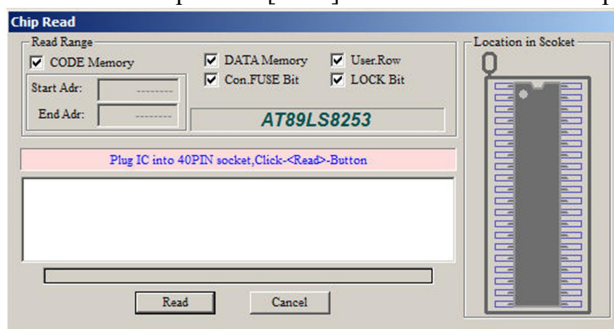 Chip Read
Read Range
CODE Memory
DATA Memory
User.Row
Con.FUSE Bit
LOCK Bit
Start Adr:
--------
End Adr:
--------
AT89LS8253
Location in Scoket
Plug IC into 40PIN socket,Click-<Read>-Button
Read
Cancel